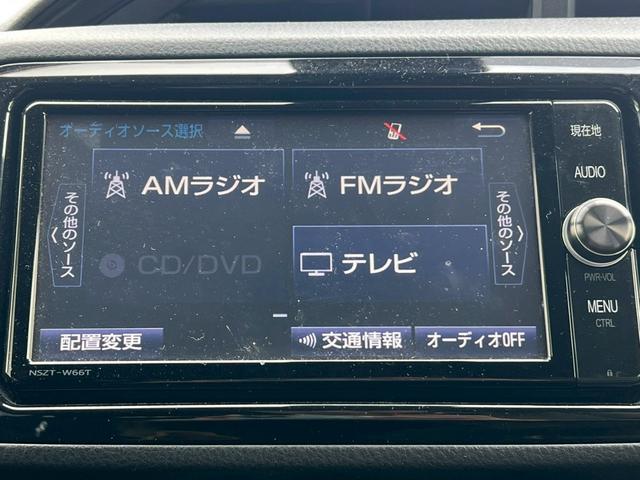 オーディオソース選択
現在地
AMラジオ
FMラジオ
AUDIO
その他のソース
その他のソース
CD/DVD
テレビ
PWR-VOL
MENU
CTRL
配置変更
交通情報
オーディオOFF
NSZT-W66T